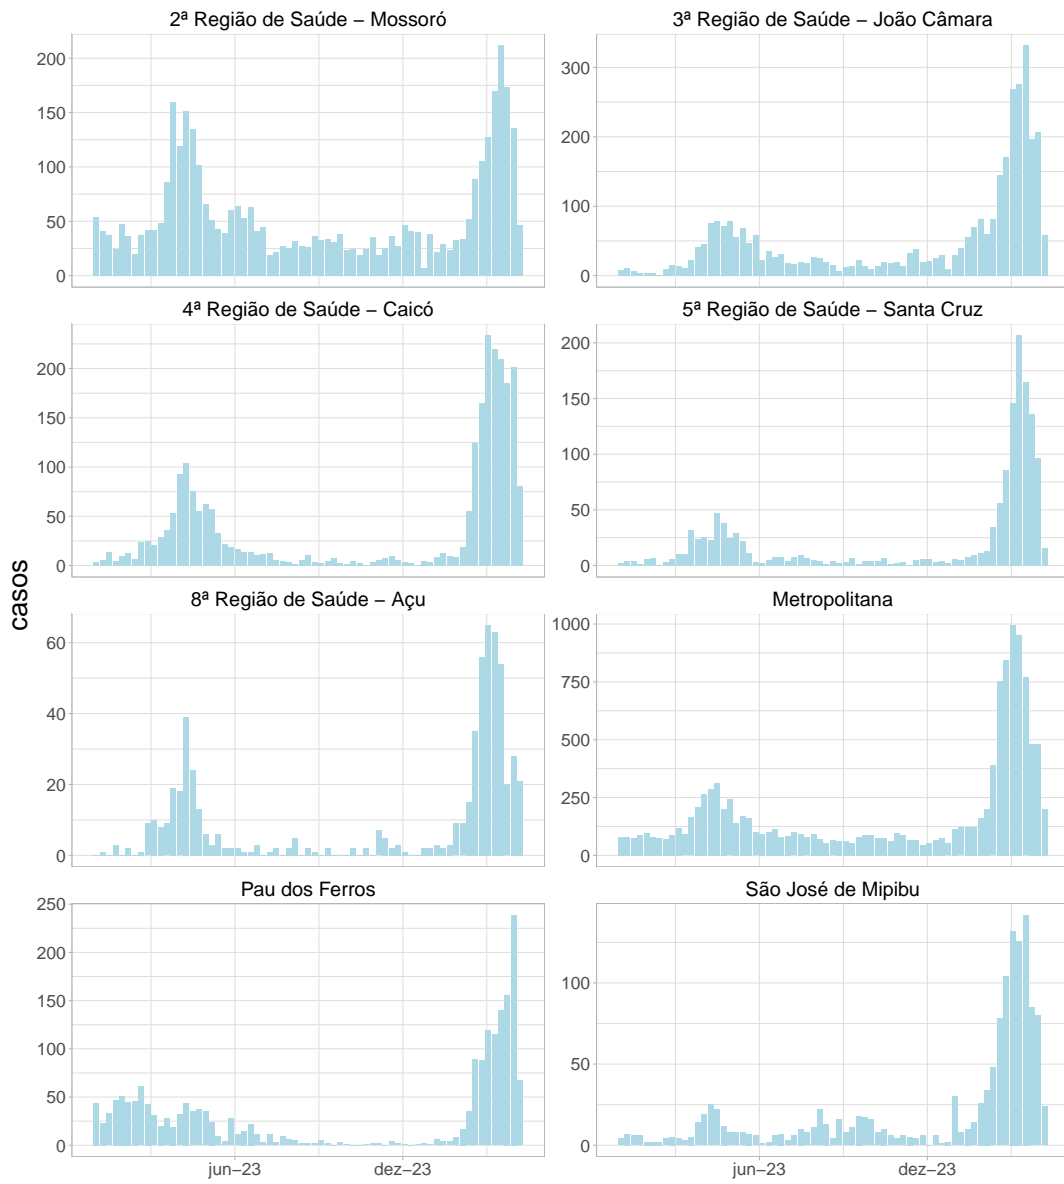 2ª Região de Saúde – Mossoró
3ª Região de Saúde – João Câmara
200
150
100
50
0
300
200
100
0
4ª Região de Saúde – Caicó
5ª Região de Saúde – Santa Cruz
200
150
100
50
0
200
150
100
50
0
casos
8ª Região de Saúde – Açu
Metropolitana
60
40
20
0
1000
750
500
250
0
Pau dos Ferros
São José de Mipibu
250
200
150
100
50
0
100
50
0
jun–23
dez–23
jun–23
dez–23